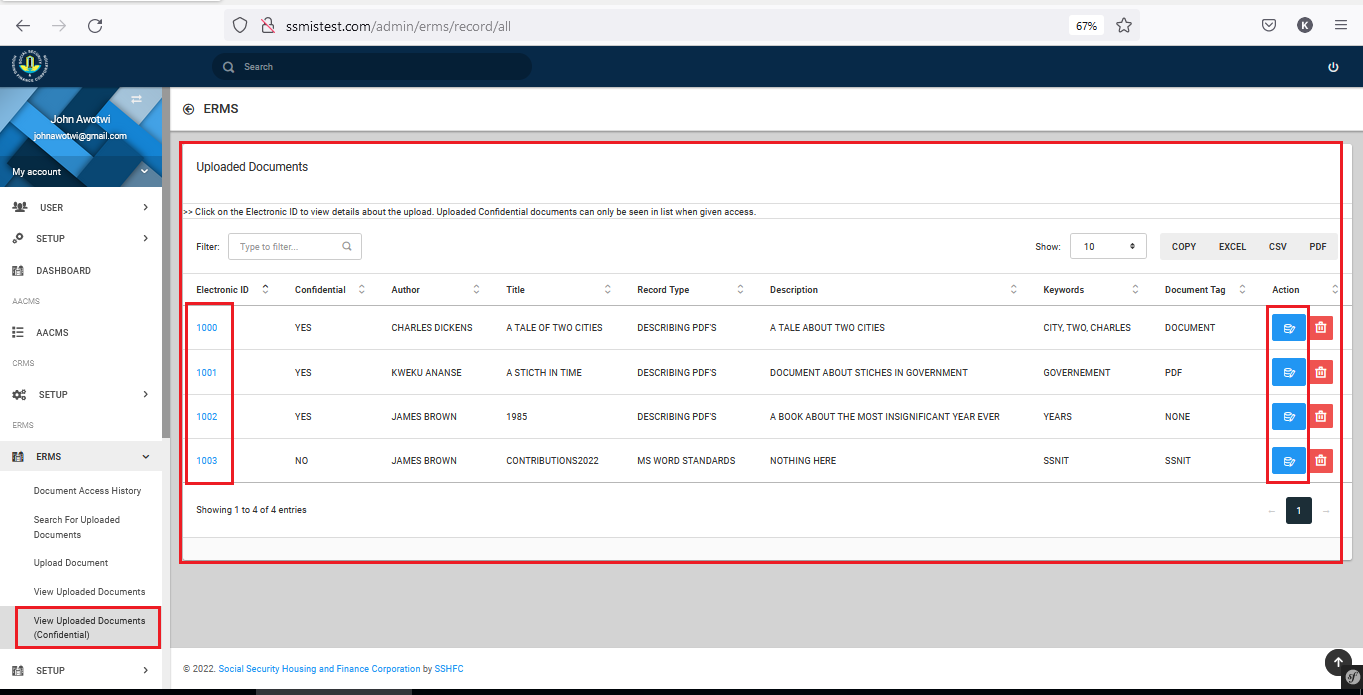 ssmistest.com/admin/erms/record/all
67%
K
Search
John Awotwi
johnawotwi@gmail.com
My account
USER
SETUP
DASHBOARD
AACMS
AACMS
CRMS
SETUP
ERMS
ERMS
Document Access History
Search For Uploaded
Documents
Upload Document
View Uploaded Documents
View Uploaded Documents
(Confidential)
SETUP
ERMS
Uploaded Documents
>> Click on the Electronic ID to view details about the upload. Uploaded Confidential documents can only be seen in list when given access.
Filter: Type to filter... Show: 10 COPY EXCEL CSV PDF
Electronic ID Confidential Author Title Record Type Description Keywords Document Tag Action
1000 YES CHARLES DICKENS A TALE OF TWO CITIES DESCRIBING PDF'S A TALE ABOUT TWO CITIES CITY, TWO, CHARLES DOCUMENT
1001 YES KWEKU ANANSE A STICTH IN TIME DESCRIBING PDF'S DOCUMENT ABOUT STICHES IN GOVERNMENT GOVERNEMENT PDF
1002 YES JAMES BROWN 1985 DESCRIBING PDF'S A BOOK ABOUT THE MOST INSIGNIFICANT YEAR EVER YEARS NONE
1003 NO JAMES BROWN CONTRIBUTIONS2022 MS WORD STANDARDS NOTHING HERE SSNIT SSNIT
Showing 1 to 4 of 4 entries ← 1 →
© 2022. Social Security Housing and Finance Corporation by SSHFC
sf